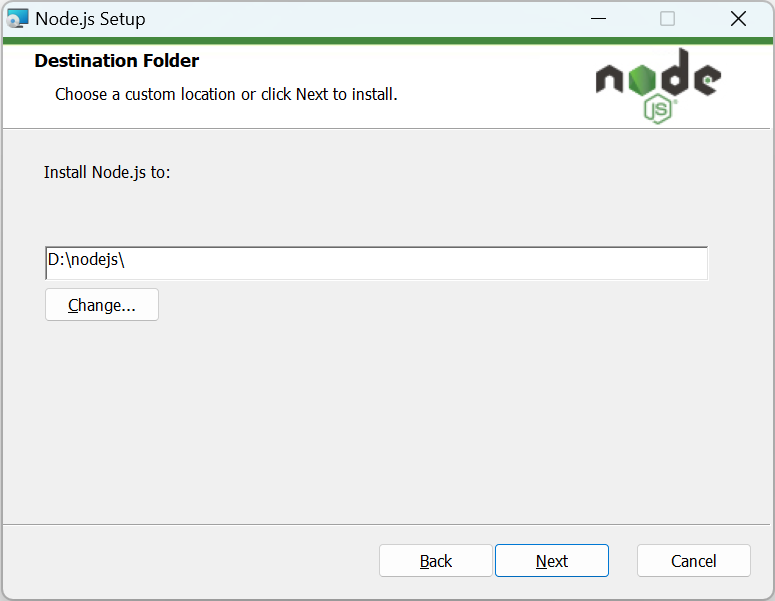 Node.js Setup
Destination Folder
Choose a custom location or click Next to install.
node
JS®
Install Node.js to:
D:\nodejs\
Change...
Back
Next
Cancel